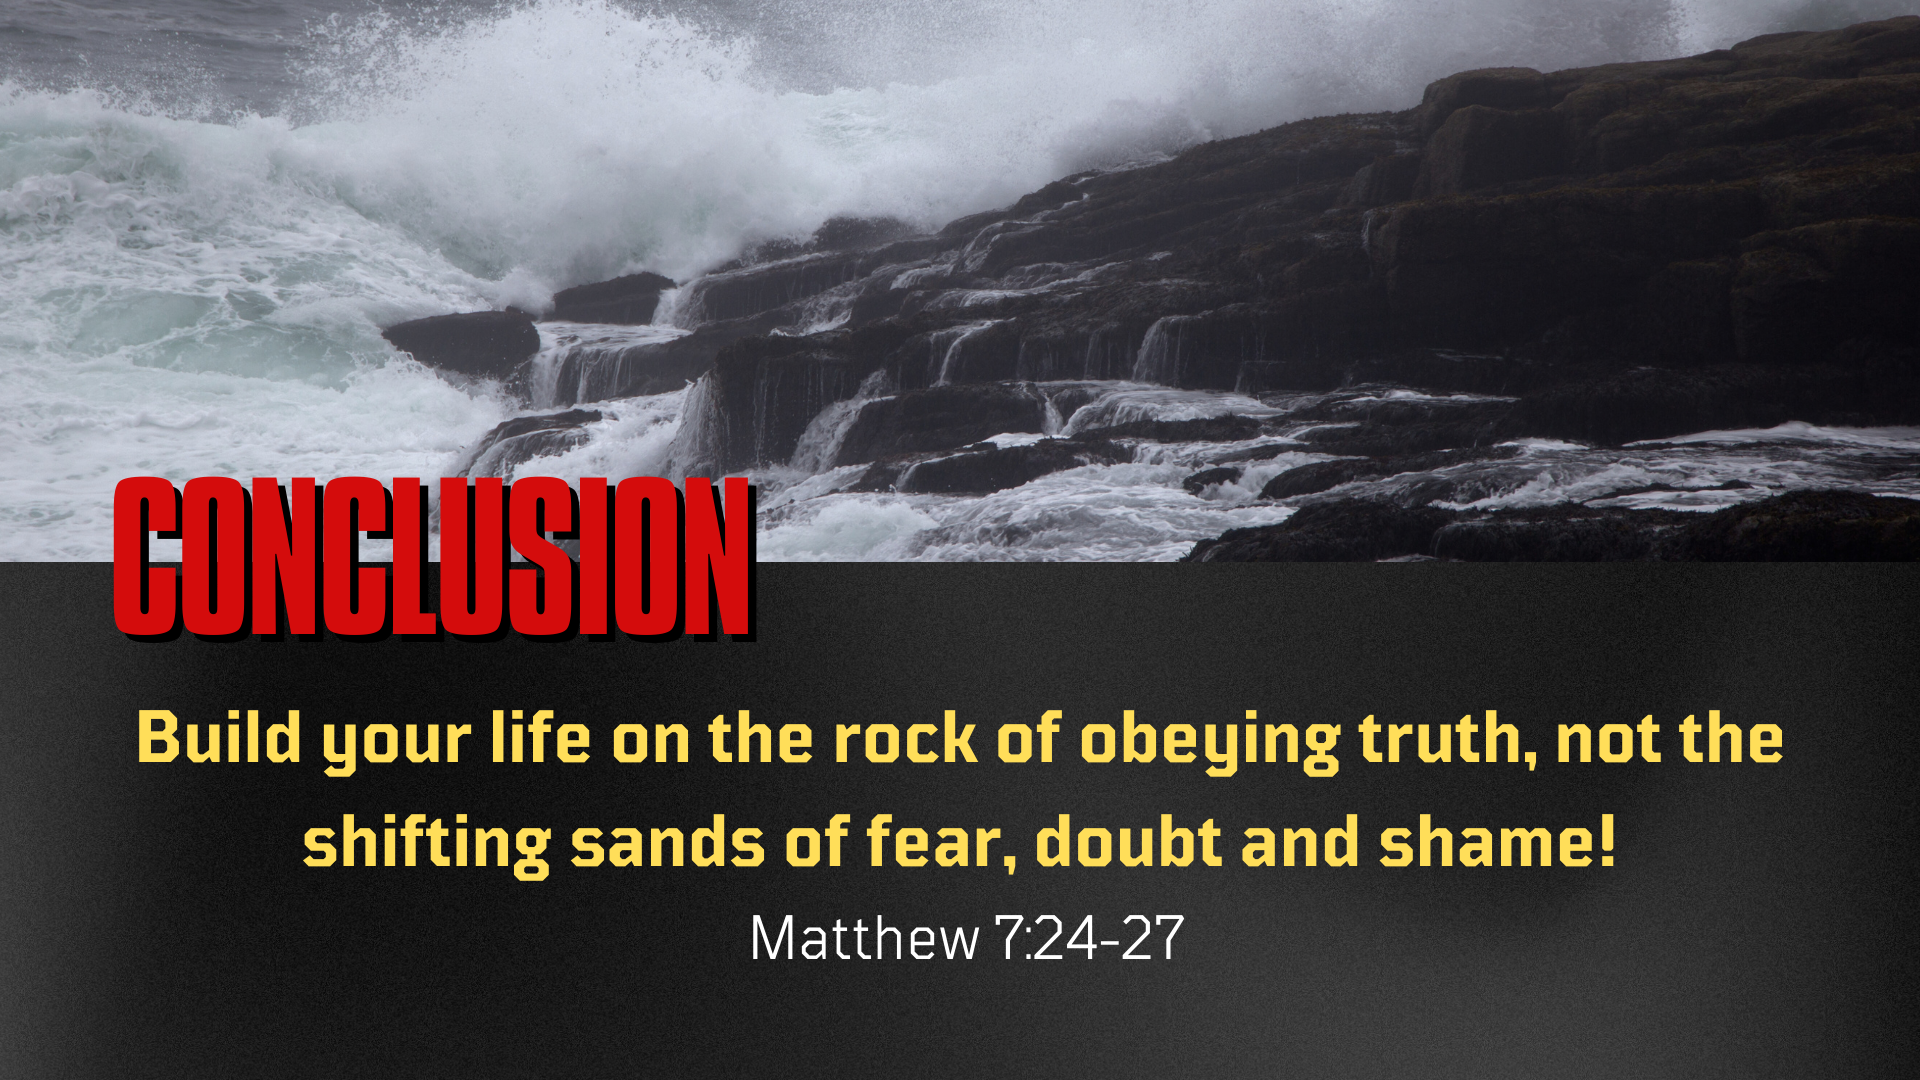 CONCLUSION
Build your life on the rock of obeying truth, not the
shifting sands of fear, doubt and shame!
Matthew 7:24-27